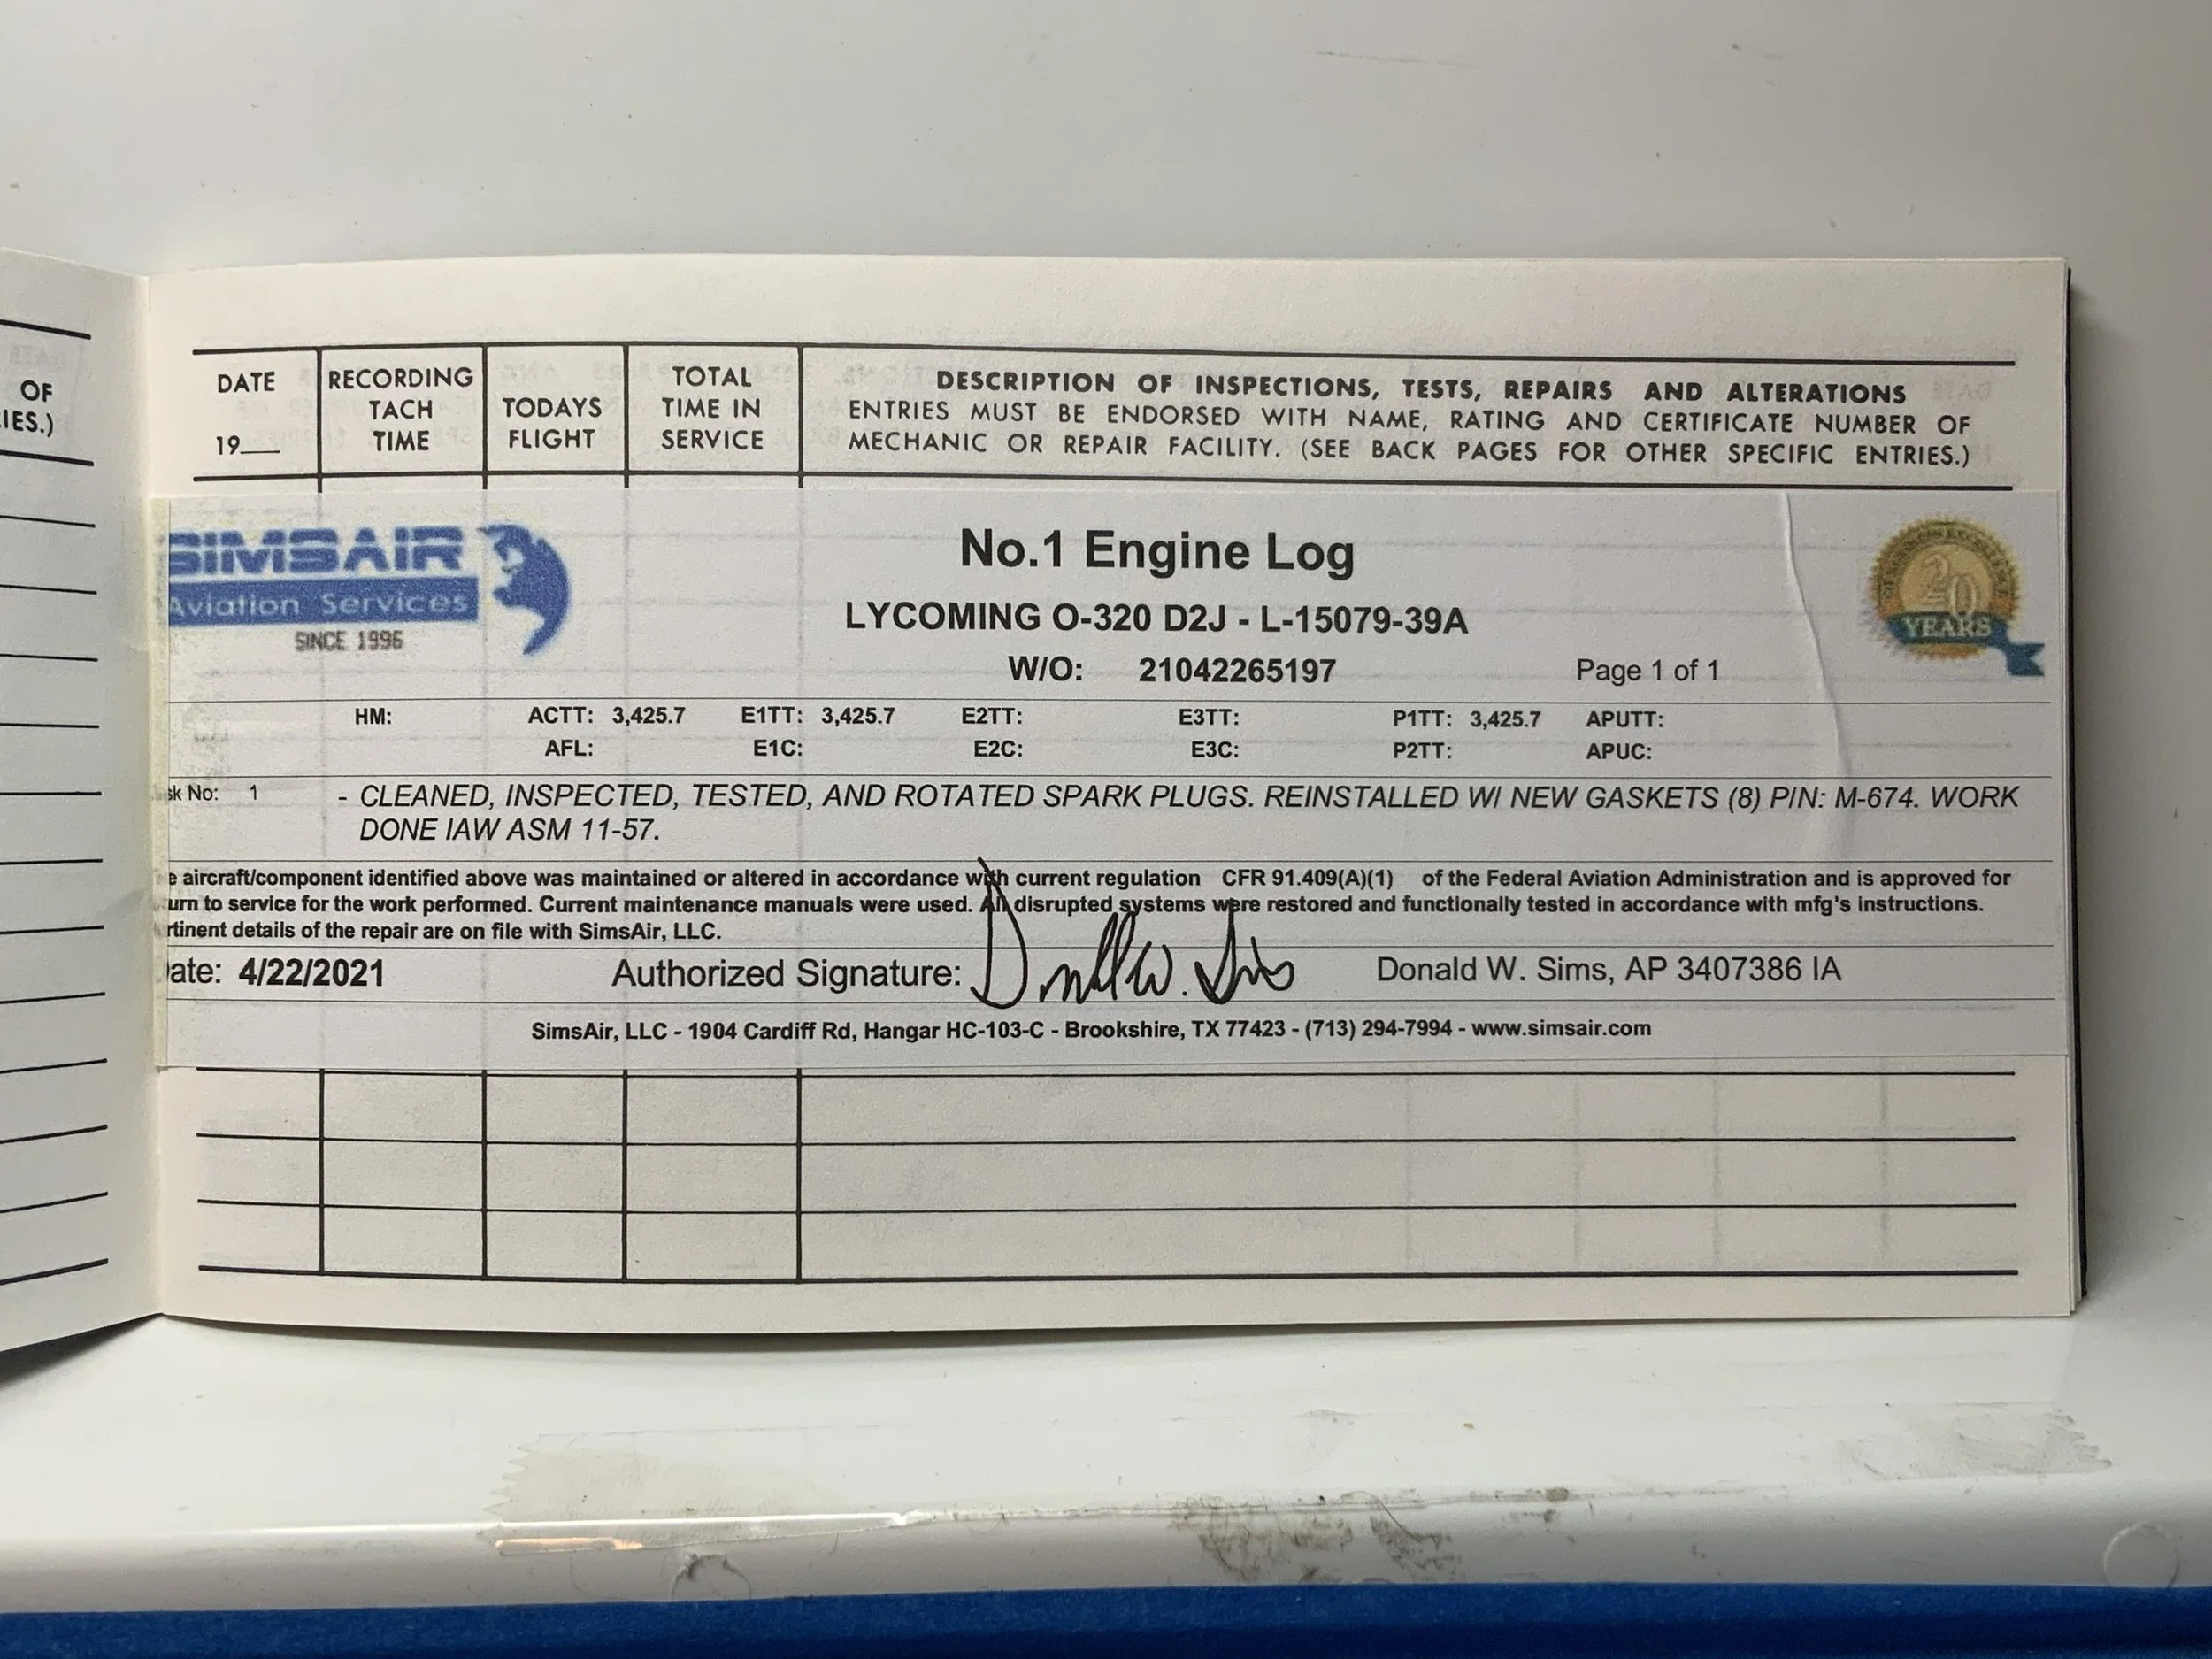 OF
IES.)
DATE
19
RECORDING
TACH
TIME
TODAYS
FLIGHT
TOTAL
TIME IN
SERVICE
DESCRIPTION OF INSPECTIONS, TESTS, REPAIRS AND ALTERATIONS
ENTRIES MUST BE ENDORSED WITH NAME, RATING AND CERTIFICATE NUMBER OF
MECHANIC OR REPAIR FACILITY. (SEE BACK PAGES FOR OTHER SPECIFIC ENTRIES.)
SIMSAIR
Aviation Services
SINCE 1996
No.1 Engine Log
LYCOMING O-320 D2J - L-15079-39A
W/O: 21042265197 Page 1 of 1
20
YEARS
HM: ACTT: 3,425.7 E1TT: 3,425.7 E2TT: E3TT: P1TT: 3,425.7 APUTT:
AFL: E1C: E2C: E3C: P2TT: APUC:
sk No: 1 - CLEANED, INSPECTED, TESTED, AND ROTATED SPARK PLUGS. REINSTALLED W/ NEW GASKETS (8) P/N: M-674. WORK
DONE IAW ASM 11-57.
e aircraft/component identified above was maintained or altered in accordance with current regulation CFR 91.409(A)(1) of the Federal Aviation Administration and is approved for
urn to service for the work performed. Current maintenance manuals were used. All disrupted systems were restored and functionally tested in accordance with mfg's instructions.
rtinent details of the repair are on file with SimsAir, LLC.
ate: 4/22/2021 Authorized Signature: Donald W. Sims Donald W. Sims, AP 3407386 IA
SimsAir, LLC - 1904 Cardiff Rd, Hangar HC-103-C - Brookshire, TX 77423 - (713) 294-7994 - www.simsair.com